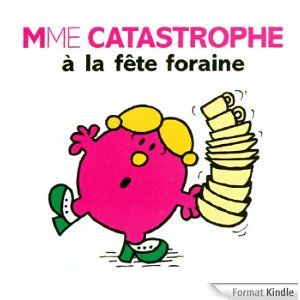 MME CATASTROPHE
à la fête foraine
Format Kindle